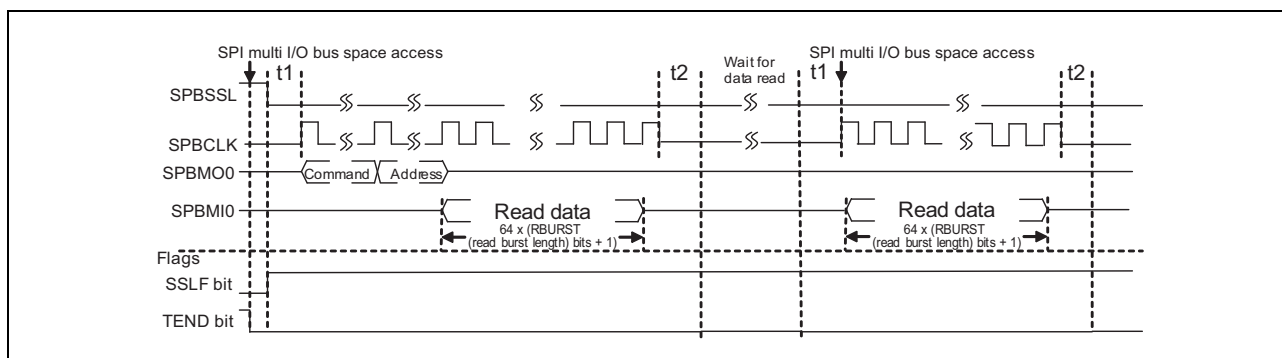 SPI multi I/O bus space access
SPI multi I/O bus space access
t1
t2
Wait for
data read
t1
t2
SPBSSL
SPBCLK
SPBMO0
Command
Address
SPBMI0
Read data
64 x (RBURST
(read burst length) bits + 1)
Read data
64 x (RBURST
(read burst length) bits + 1)
Flags
SSLF bit
TEND bit